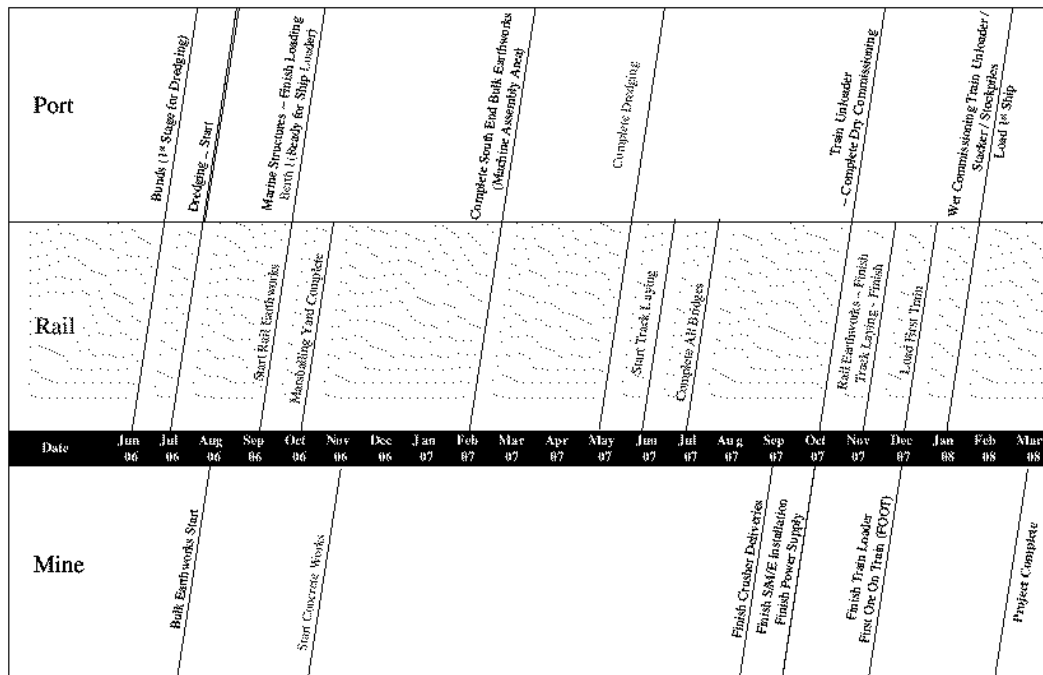 Port
Bunds (1st Stage for Dredging)
Dredging – Start
Marine Structures – Finish Loading
Berth 1 (Ready for Ship Loader)
Complete South End Bulk Earthworks
(Machine Assembly Area)
Complete Dredging
Train Unloader
– Complete Dry Commissioning
Wet Commissioning Train Unloader /
Stacker / Stockpiles
Load 1st Ship
Rail
Start Rail Earthworks
Marshalling Yard Complete
Start Track Laying
Complete All Bridges
Rail Earthworks – Finish
Track Laying - Finish
Load First Train
Date
Jun 06
Jul 06
Aug 06
Sep 06
Oct 06
Nov 06
Dec 06
Jan 07
Feb 07
Mar 07
Apr 07
May 07
Jun 07
Jul 07
Aug 07
Sep 07
Oct 07
Nov 07
Dec 07
Jan 08
Feb 08
Mar 08
Mine
Bulk Earthworks Start
Start Concrete Works
Finish Crusher Deliveries
Finish S/M/E Installation
Finish Power Supply
Finish Train Loader
First One On Train (FOOT)
Project Complete